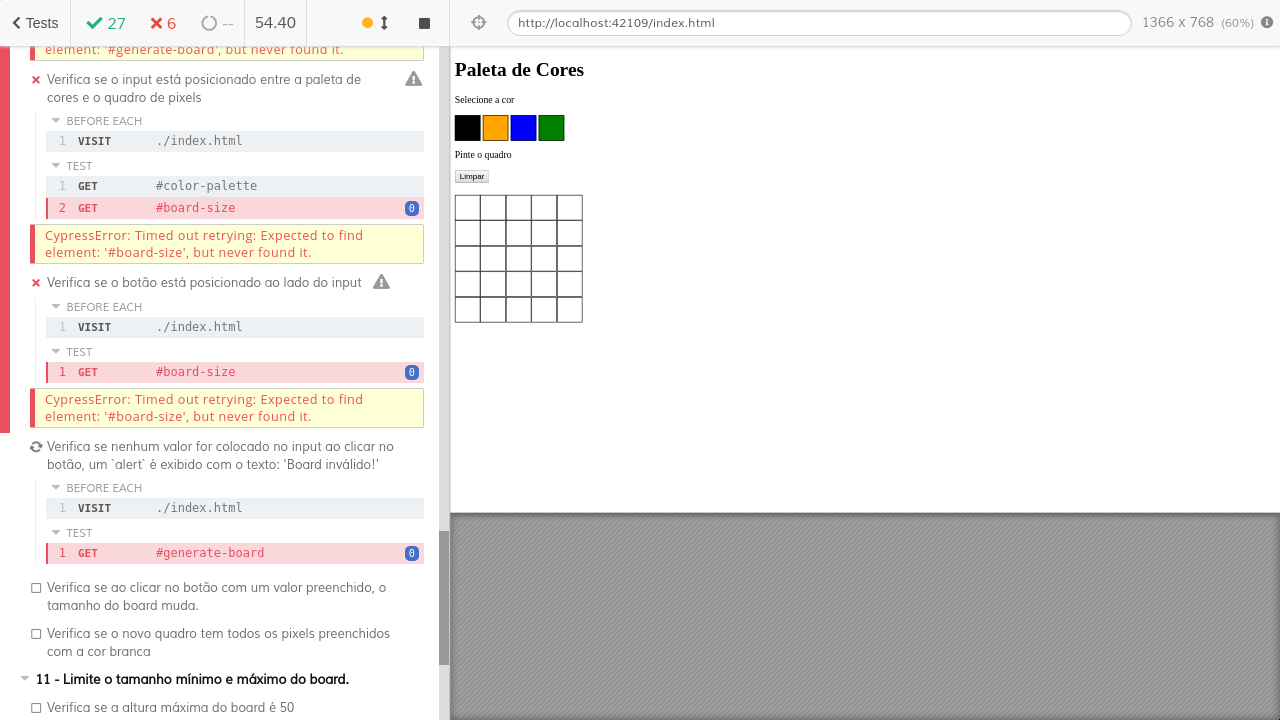 Tests
27
6
--
54.40
http://localhost:42109/index.html
1366 x 768 (60%)
element: '#generate-board', but never found it.
Verifica se o input está posicionado entre a paleta de
cores e o quadro de pixels
BEFORE EACH
1 VISIT ./index.html
TEST
1 GET #color-palette
2 GET #board-size 0
CypressError: Timed out retrying: Expected to find
element: '#board-size', but never found it.
Verifica se o botão está posicionado ao lado do input
BEFORE EACH
1 VISIT ./index.html
TEST
1 GET #board-size 0
CypressError: Timed out retrying: Expected to find
element: '#board-size', but never found it.
Verifica se nenhum valor for colocado no input ao clicar no
botão, um `alert` é exibido com o texto: 'Board inválido!'
BEFORE EACH
1 VISIT ./index.html
TEST
1 GET #generate-board 0
Verifica se ao clicar no botão com um valor preenchido, o
tamanho do board muda.
Verifica se o novo quadro tem todos os pixels preenchidos
com a cor branca
11 - Limite o tamanho mínimo e máximo do board.
Verifica se a altura máxima do board é 50
Paleta de Cores
Selecione a cor
Pinte o quadro
Limpar